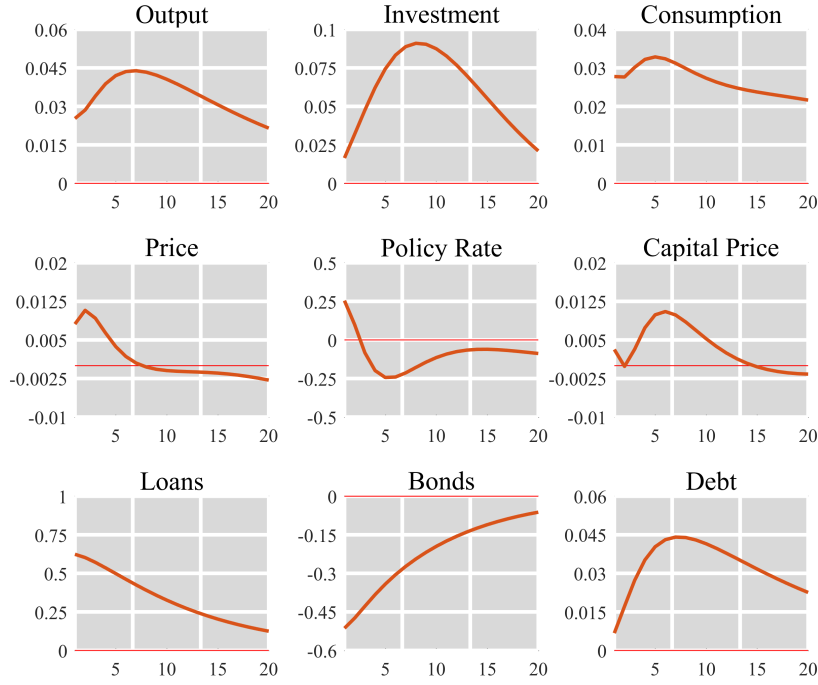 Output
0.06
0.045
0.03
0.015
0
5 10 15 20
Investment
0.1
0.075
0.05
0.025
0
5 10 15 20
Consumption
0.04
0.03
0.02
0.01
0
5 10 15 20
Price
0.02
0.0125
0.005
-0.0025
-0.01
5 10 15 20
Policy Rate
0.5
0.25
0
-0.25
-0.5
5 10 15 20
Capital Price
0.02
0.0125
0.005
-0.0025
-0.01
5 10 15 20
Loans
1
0.75
0.5
0.25
0
5 10 15 20
Bonds
0
-0.15
-0.3
-0.45
-0.6
5 10 15 20
Debt
0.06
0.045
0.03
0.015
0
5 10 15 20